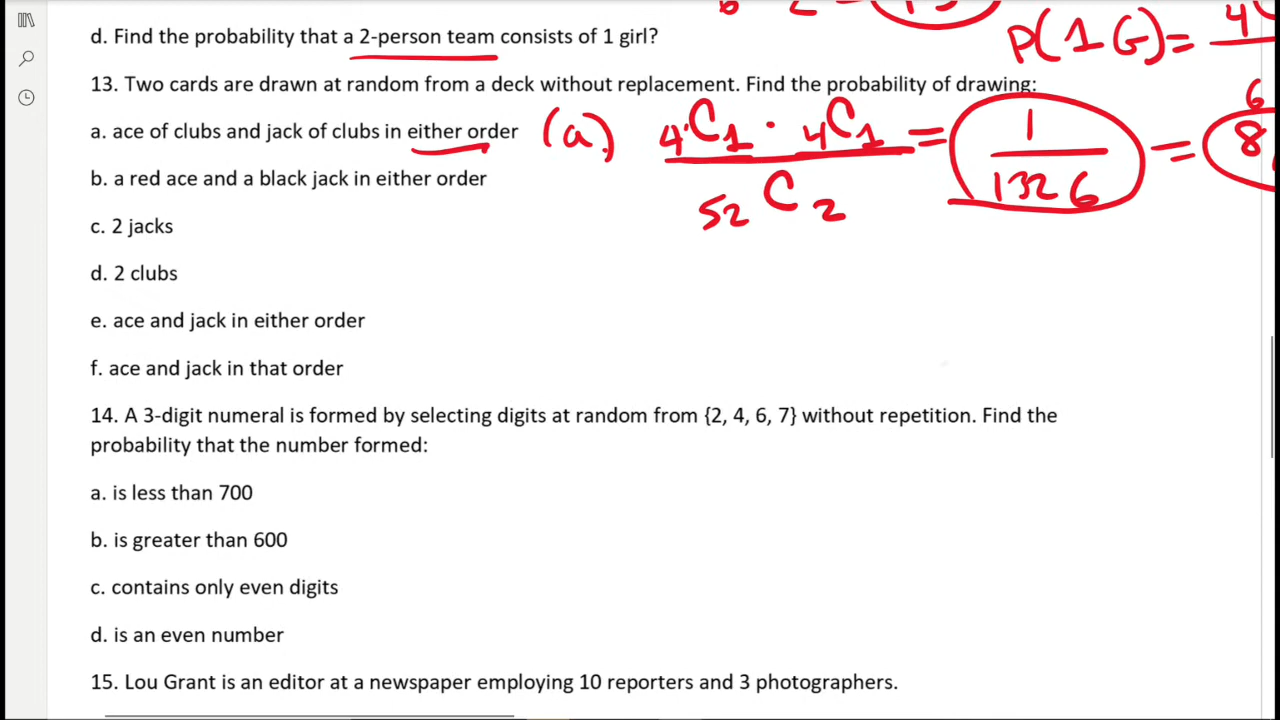 d. Find the probability that a 2-person team consists of 1 girl?
P(1G)= 4
13. Two cards are drawn at random from a deck without replacement. Find the probability of drawing:
a. ace of clubs and jack of clubs in either order (a.) 4C1 · 4C1 / 52C2 = 1 / 1326 =
b. a red ace and a black jack in either order
c. 2 jacks
d. 2 clubs
e. ace and jack in either order
f. ace and jack in that order
14. A 3-digit numeral is formed by selecting digits at random from {2, 4, 6, 7} without repetition. Find the
probability that the number formed:
a. is less than 700
b. is greater than 600
c. contains only even digits
d. is an even number
15. Lou Grant is an editor at a newspaper employing 10 reporters and 3 photographers.